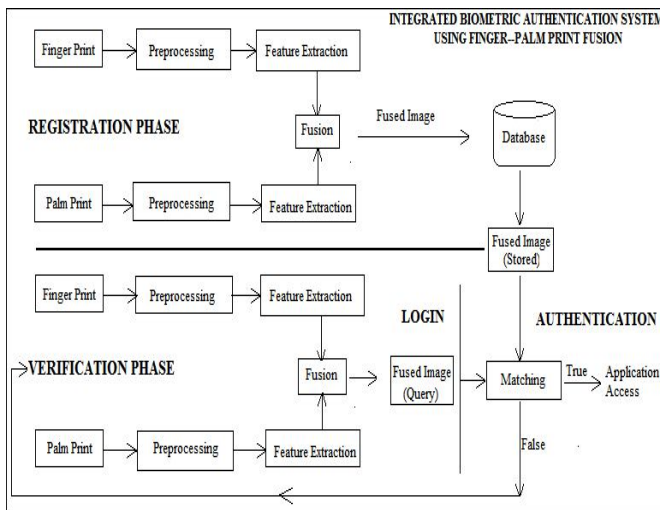 INTEGRATED BIOMETRIC AUTHENTICATION SYSTEM
USING FINGER--PALM PRINT FUSION
Finger Print
Preprocessing
Feature Extraction
REGISTRATION PHASE
Fusion
Fused Image
Database
Palm Print
Preprocessing
Feature Extraction
Fused Image
(Stored)
Finger Print
Preprocessing
Feature Extraction
LOGIN
AUTHENTICATION
VERIFICATION PHASE
Fusion
Fused Image
(Query)
Matching
True
Application
Access
False
Palm Print
Preprocessing
Feature Extraction